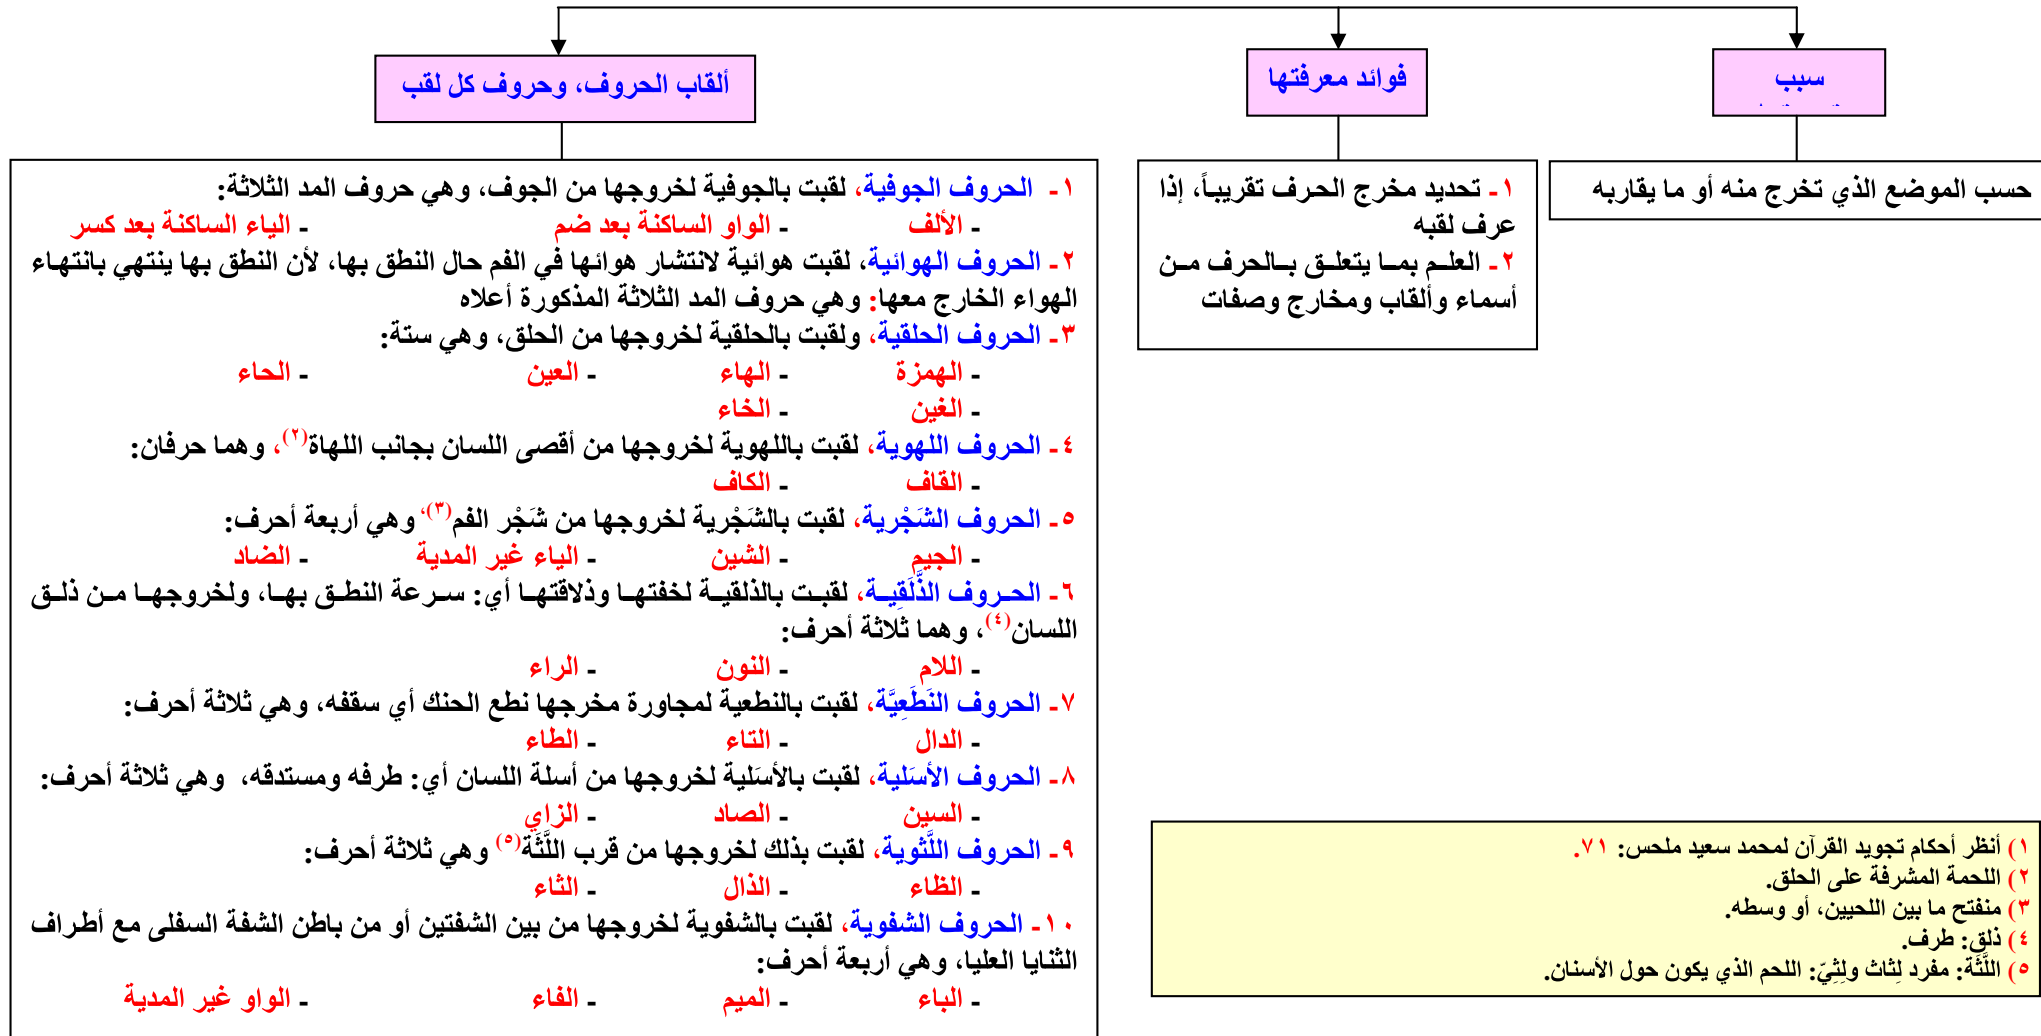 سبب
فوائد معرفتها
ألقاب الحروف، وحروف كل لقب
حسب الموضع الذي تخرج منه أو ما يقاربه
١- تحديد مخرج الحرف تقريباً، إذا
عرف لقبه
٢- العلم بما يتعلق بالحرف من
أسماء وألقاب ومخارج وصفات
١- الحروف الجوفية، لقبت بالجوفية لخروجها من الجوف، وهي حروف المد الثلاثة:
- الألف - الواو الساكنة بعد ضم - الياء الساكنة بعد كسر
٢- الحروف الهوائية، لقبت هوائية لانتشار هوائها في الفم حال النطق بها، لأن النطق بها ينتهي بانتهاء
الهواء الخارج معها: وهي حروف المد الثلاثة المذكورة أعلاه
٣- الحروف الحلقية، ولقبت بالحلقية لخروجها من الحلق، وهي ستة:
- الهمزة - الهاء - العين - الحاء
- الغين - الخاء
٤- الحروف اللهوية، لقبت باللهوية لخروجها من أقصى اللسان بجانب اللهاة(٢)، وهما حرفان:
- القاف - الكاف
٥- الحروف الشَجْرية، لقبت بالشَجْرية لخروجها من شَجْر الفم(٣)، وهي أربعة أحرف:
- الجيم - الشين - الياء غير المدية - الضاد
٦- الحروف الذَّلَقِية، لقبت بالذلقية لخفتها وذلاقتها أي: سرعة النطق بها، ولخروجها من ذلق
اللسان(٤)، وهما ثلاثة أحرف:
- اللام - النون - الراء
٧- الحروف النَطَعِيَّة، لقبت بالنطعية لمجاورة مخرجها نطع الحنك أي سقفه، وهي ثلاثة أحرف:
- الدال - التاء - الطاء
٨- الحروف الأسَلية، لقبت بالأسَلية لخروجها من أسلة اللسان أي: طرفه ومستدقه، وهي ثلاثة أحرف:
- السين - الصاد - الزاي
٩- الحروف اللَّثوية، لقبت بذلك لخروجها من قرب اللَّثَة(٥) وهي ثلاثة أحرف:
- الظاء - الذال - الثاء
١٠- الحروف الشفوية، لقبت بالشفوية لخروجها من بين الشفتين أو من باطن الشفة السفلى مع أطراف
الثنايا العليا، وهي أربعة أحرف:
- الباء - الميم - الفاء - الواو غير المدية
١) أنظر أحكام تجويد القرآن لمحمد سعيد ملحس: ٧١.
٢) اللحمة المشرفة على الحلق.
٣) منفتح ما بين اللحيين، أو وسطه.
٤) ذلق: طرف.
٥) اللَّثَة: مفرد لِثاث ولِثِيّ: اللحم الذي يكون حول الأسنان.